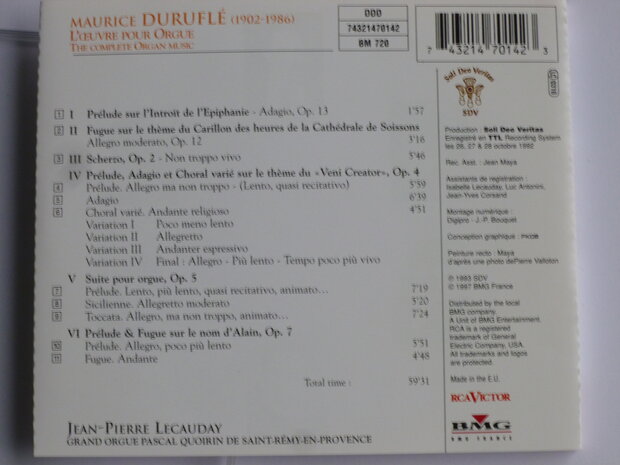 MAURICE DURUFLÉ (1902-1986)
L'ŒUVRE POUR ORGUE
THE COMPLETE ORGAN MUSIC
DDD
74321470142
BM 720
7 43214 70142 3
1 I Prélude sur l'Introït de l'Epiphanie - Adagio, Op. 13 1'57
2 II Fugue sur le thème du Carillon des heures de la Cathédrale de Soissons
Allegro moderato, Op. 12 3'16
3 III Scherzo, Op. 2 - Non troppo vivo 5'46
IV Prélude, Adagio et Choral varié sur le thème du «Veni Creator», Op. 4
4 Prélude. Allegro ma non troppo - (Lento, quasi recitativo) 5'59
5 Adagio 6'39
6 Choral varié. Andante religioso 4'51
Variation I Poco meno lento
Variation II Allegretto
Variation III Andanter espressivo
Variation IV Final : Allegro - Più lento - Tempo poco più vivo
V Suite pour orgue, Op. 5
7 Prélude. Lento, più lento, quasi recitativo, animato... 7'19
8 Sicilienne. Allegretto moderato 5'20
9 Toccata. Allegro, ma non troppo, animato... 7'24
VI Prélude & Fugue sur le nom d'Alain, Op. 7
10 Prélude. Allegro, poco più lento 5'51
11 Fugue. Andante 4'48
Total time : 59'31
JEAN-PIERRE LECAUDAY
GRAND ORGUE PASCAL QUOIRIN DE SAINT-RÉMY-EN-PROVENCE
Soli Deo Veritas
SDV
Production : Soli Deo Veritas
Enregistré en TTL Recording System
les 26, 27 & 28 octobre 1992
Rec. Asst. : Jean Maya
Assistants de registration :
Isabelle Lecauday, Luc Antonini,
Jean-Yves Corsand
Montage numérique :
Digipro - J.-P. Bouquet
Conception graphique :
Peinture recto : Maya
d'après une photo de Pierre Valloton
℗ 1993 SDV
© 1997 BMG France
Distributed by the local
BMG company.
A Unit of BMG Entertainment.
RCA is a registered
trademark of General
Electric Company, USA.
All trademarks and logos
are protected.
Made in the E.U.
RCA VICTOR
BMG
BMG FRANCE